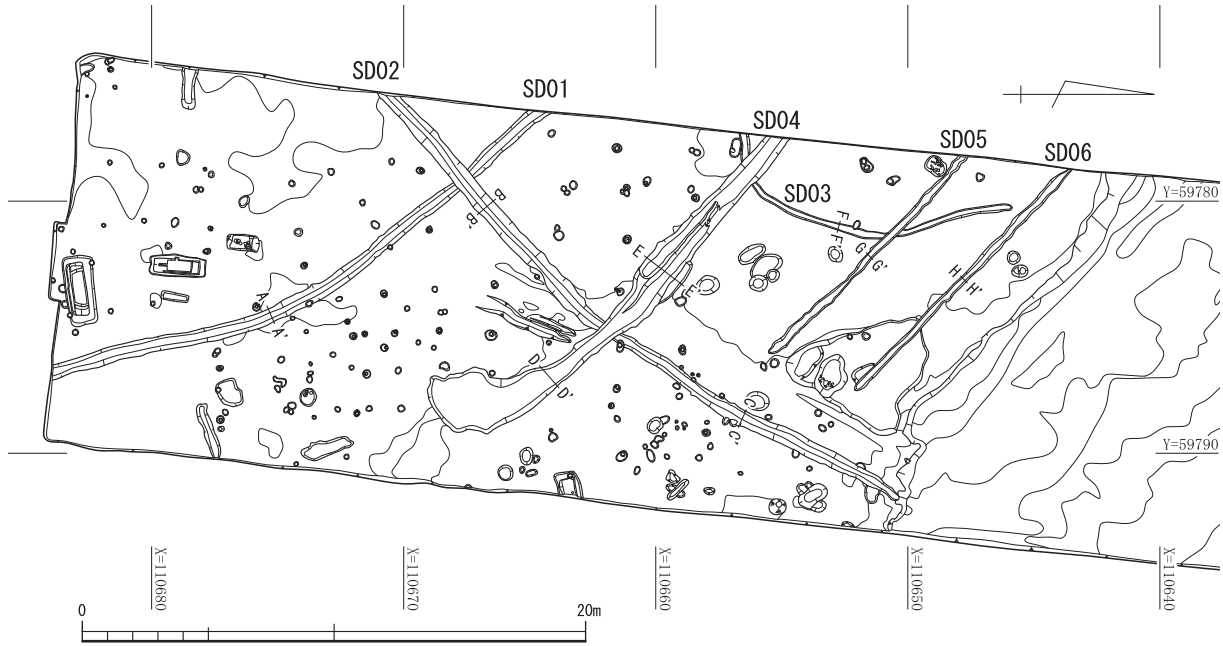 SD02
SD01
SD04
SD05
SD06
SD03
Y=59780
B
B'
F
F'
E
E'
G
G'
H
H'
A
A'
D
D'
C
C'
Y=59790
X=110680
X=110670
X=110660
X=110650
X=110640
0
20m